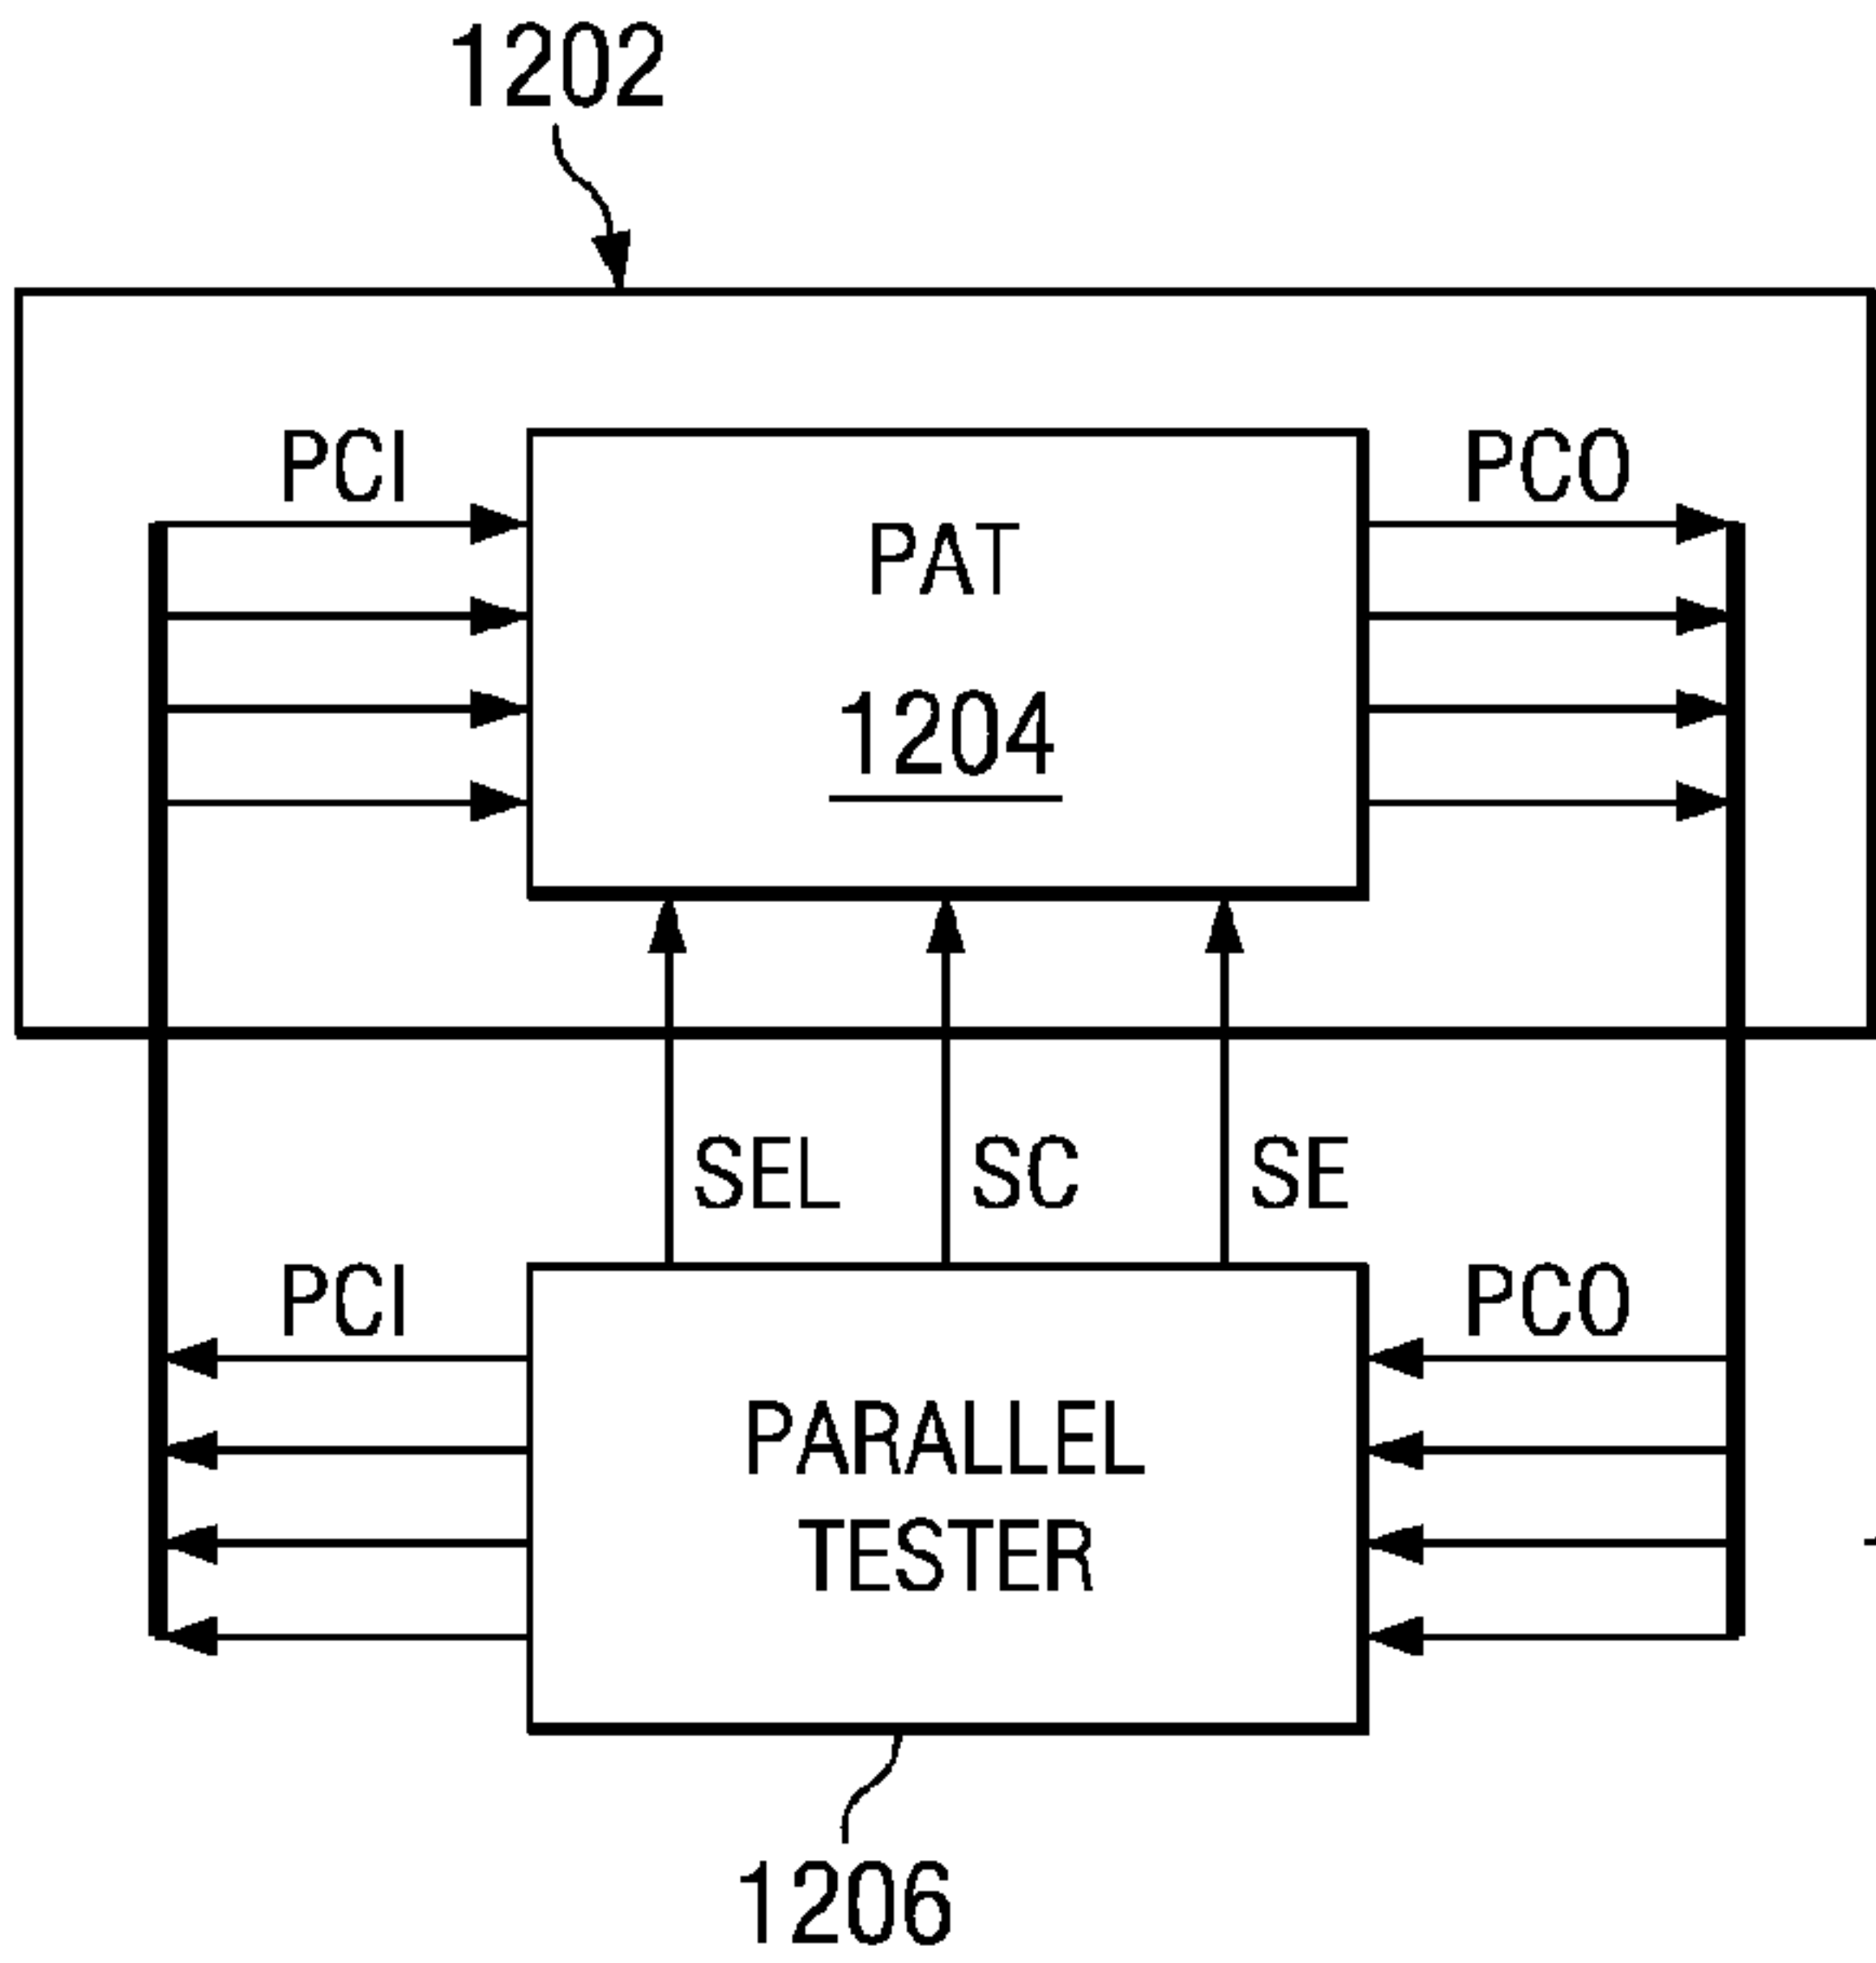 1202
PCI
PCO
PAT
1204
SEL
SC
SE
PCI
PCO
PARALLEL
TESTER
1206